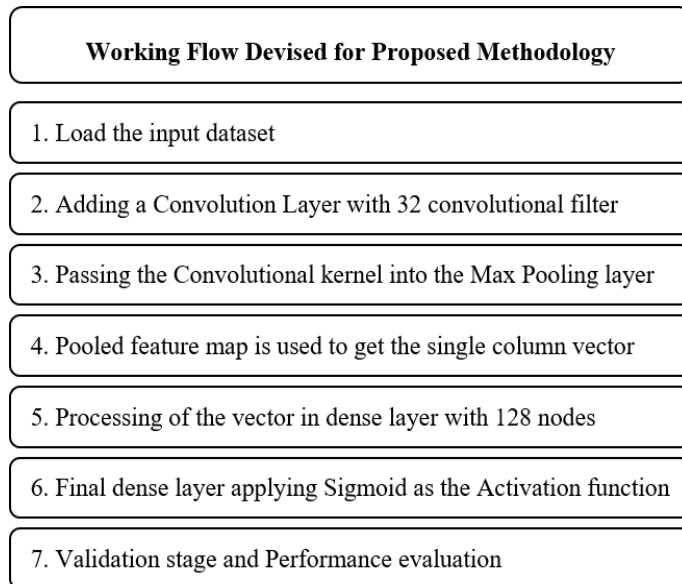 Working Flow Devised for Proposed Methodology
1. Load the input dataset
2. Adding a Convolution Layer with 32 convolutional filter
3. Passing the Convolutional kernel into the Max Pooling layer
4. Pooled feature map is used to get the single column vector
5. Processing of the vector in dense layer with 128 nodes
6. Final dense layer applying Sigmoid as the Activation function
7. Validation stage and Performance evaluation